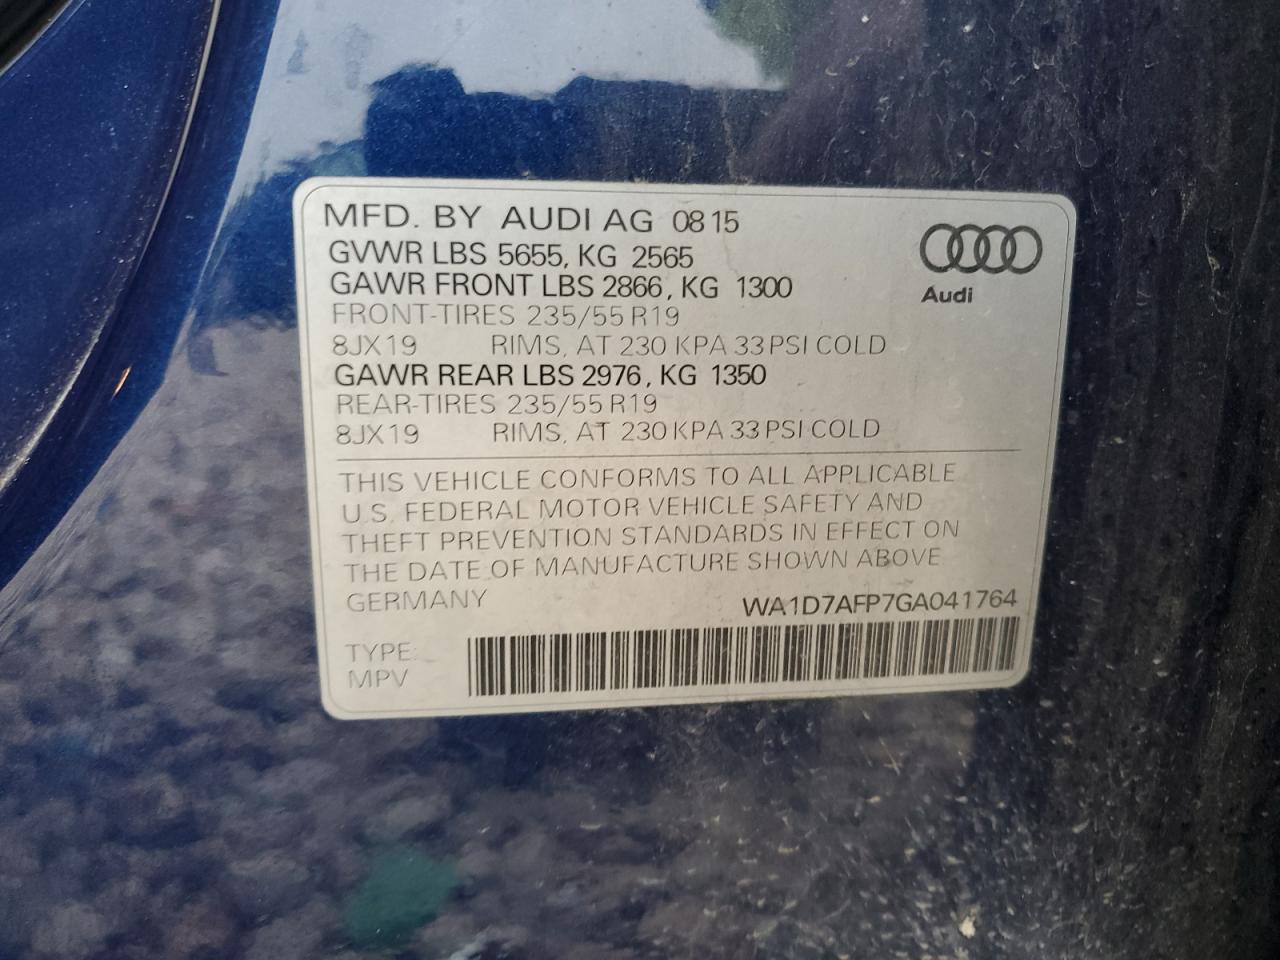 MFD. BY AUDI AG 0815
GVWR LBS 5655, KG 2565
GAWR FRONT LBS 2866, KG 1300
FRONT-TIRES 235/55 R19
8JX19 RIMS, AT 230 KPA 33 PSI COLD
GAWR REAR LBS 2976, KG 1350
REAR-TIRES 235/55 R19
8JX19 RIMS, AT 230 KPA 33 PSI COLD
Audi
THIS VEHICLE CONFORMS TO ALL APPLICABLE
U.S. FEDERAL MOTOR VEHICLE SAFETY AND
THEFT PREVENTION STANDARDS IN EFFECT ON
THE DATE OF MANUFACTURE SHOWN ABOVE
GERMANY WA1D7AFP7GA041764
TYPE:
MPV